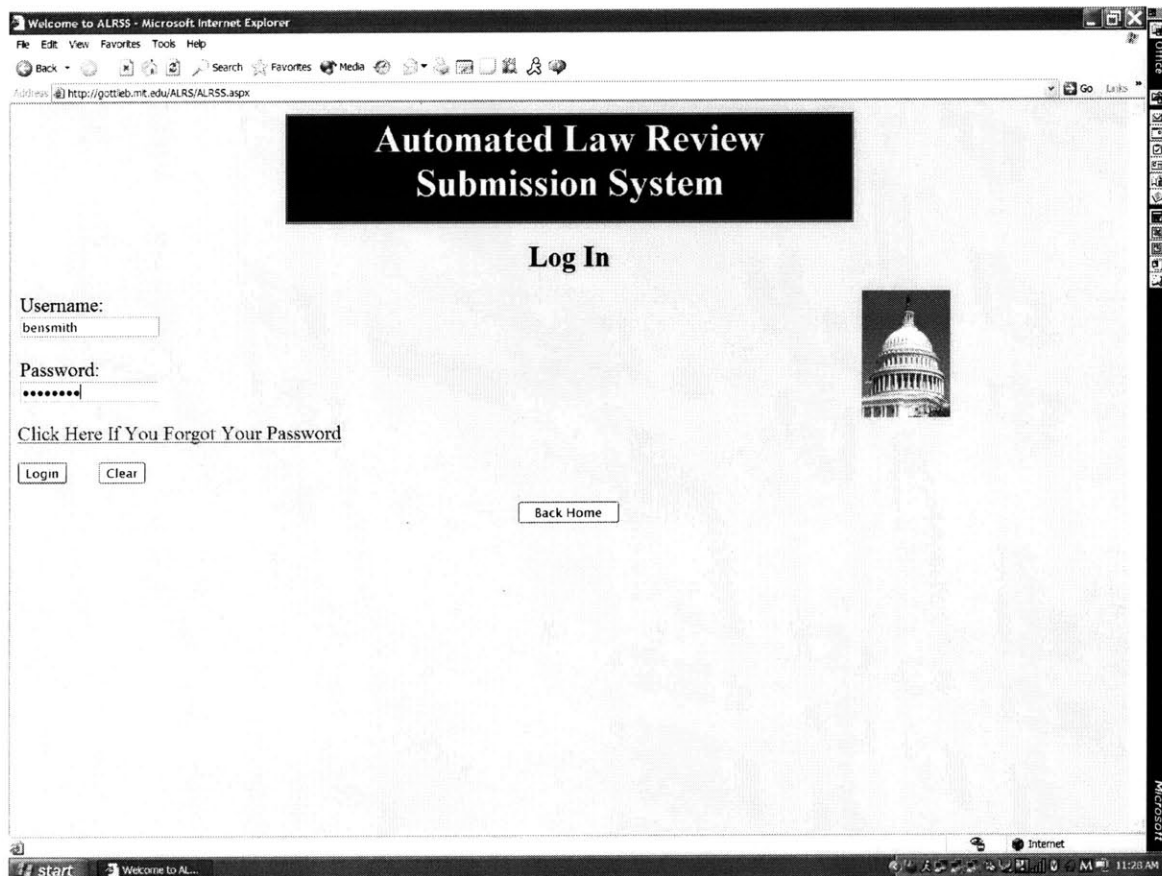 Welcome to ALRSS - Microsoft Internet Explorer
File Edit View Favorites Tools Help
Back Search Favorites Media
Address http://gottlieb.mit.edu/ALRS/ALRSS.aspx Go Links
Office
Automated Law Review
Submission System
Log In
Username:
bensmith
Password:
••••••••
Click Here If You Forgot Your Password
Login Clear
Back Home
Microsoft
Internet
start Welcome to AL... 11:28 AM